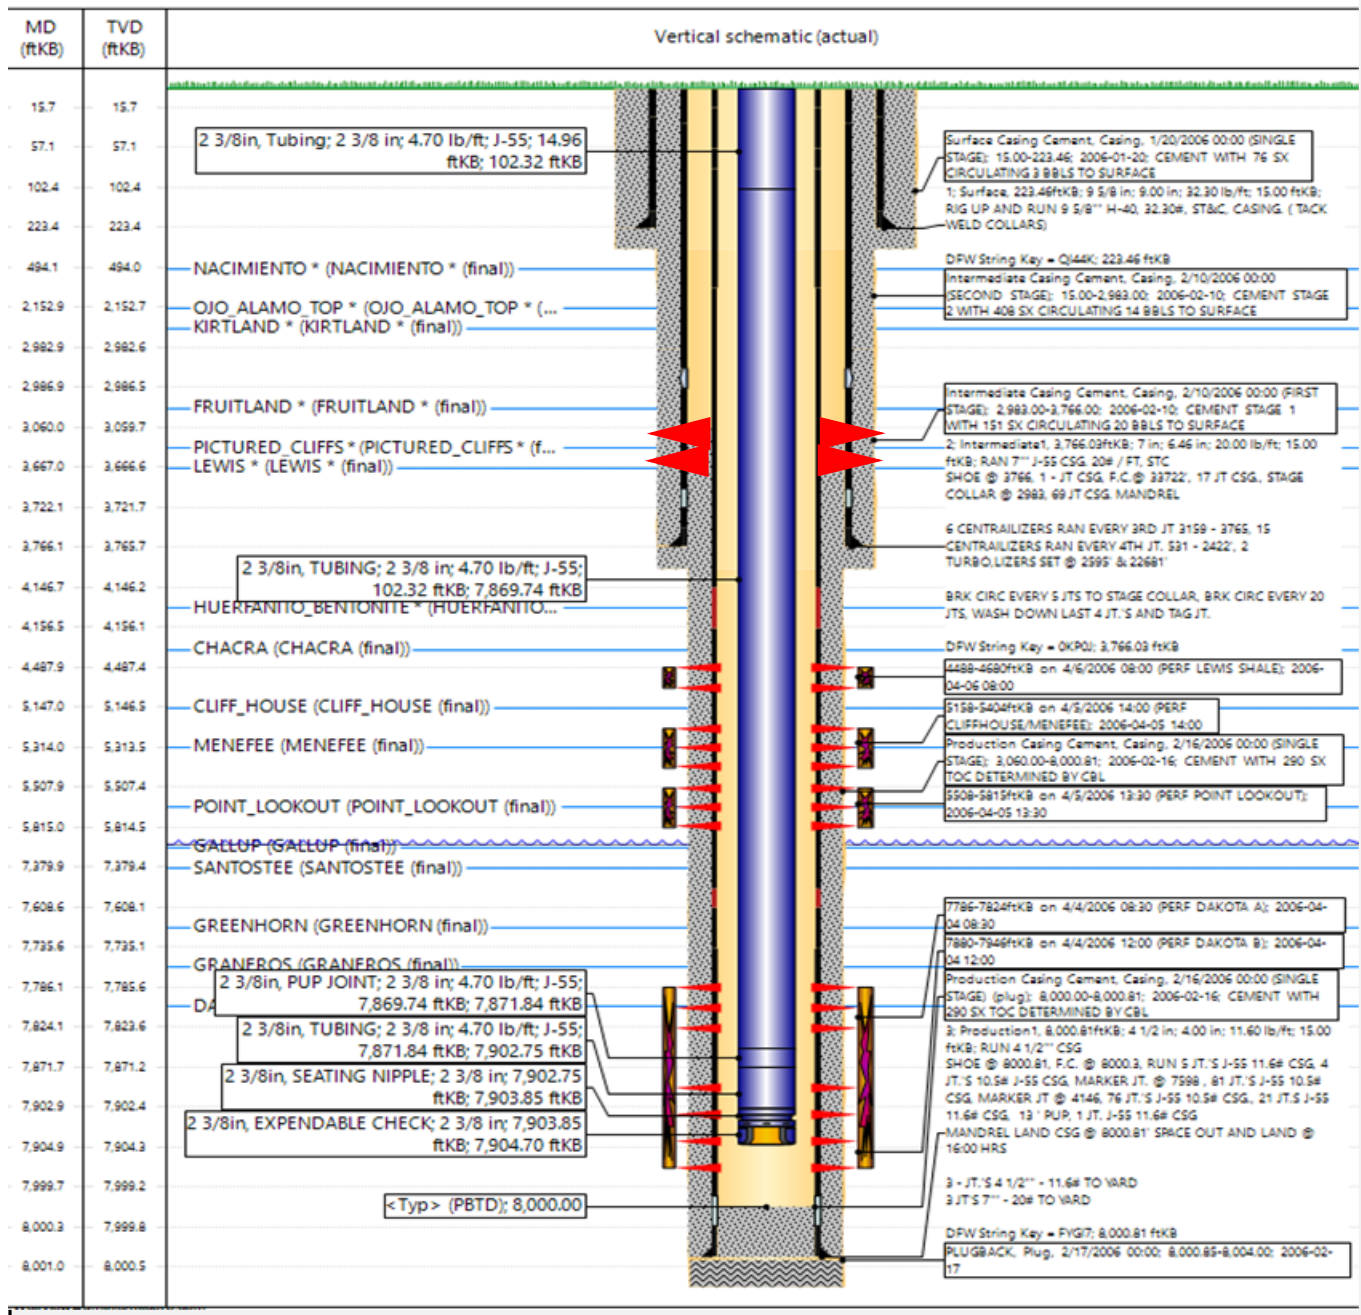 MD
(ftKB)
TVD
(ftKB)
Vertical schematic (actual)
15.7 15.7
57.1 57.1
102.4 102.4
223.4 223.4
494.1 494.0
2,152.9 2,152.7
2,982.9 2,982.6
2,986.9 2,986.5
3,060.0 3,059.7
3,667.0 3,666.6
3,722.1 3,721.7
3,766.1 3,765.7
4,146.7 4,146.2
4,156.5 4,156.1
4,487.9 4,487.4
5,147.0 5,146.5
5,314.0 5,313.5
5,507.9 5,507.4
5,815.0 5,814.5
7,379.9 7,379.4
7,608.6 7,608.1
7,735.6 7,735.1
7,786.1 7,785.6
7,824.1 7,823.6
7,871.7 7,871.2
7,902.9 7,902.4
7,904.9 7,904.3
7,999.7 7,999.2
8,000.3 7,999.8
8,001.0 8,000.5
2 3/8in, Tubing; 2 3/8 in; 4.70 lb/ft; J-55; 14.96
ftKB; 102.32 ftKB
NACIMIENTO * (NACIMIENTO * (final))
OJO_ALAMO_TOP * (OJO_ALAMO_TOP * (...
KIRTLAND * (KIRTLAND * (final))
FRUITLAND * (FRUITLAND * (final))
PICTURED_CLIFFS * (PICTURED_CLIFFS * (f...
LEWIS * (LEWIS * (final))
2 3/8in, TUBING; 2 3/8 in; 4.70 lb/ft; J-55;
102.32 ftKB; 7,869.74 ftKB
HUERFANITO_BENTONITE * (HUERFANITO...
CHACRA (CHACRA (final))
CLIFF_HOUSE (CLIFF_HOUSE (final))
MENEFEE (MENEFEE (final))
POINT_LOOKOUT (POINT_LOOKOUT (final))
GALLUP (GALLUP (final))
SANTOSTEE (SANTOSTEE (final))
GREENHORN (GREENHORN (final))
GRANEROS (GRANEROS (final))
2 3/8in, PUP JOINT; 2 3/8 in; 4.70 lb/ft; J-55;
7,869.74 ftKB; 7,871.84 ftKB
DA
2 3/8in, TUBING; 2 3/8 in; 4.70 lb/ft; J-55;
7,871.84 ftKB; 7,902.75 ftKB
2 3/8in, SEATING NIPPLE; 2 3/8 in; 7,902.75
ftKB; 7,903.85 ftKB
2 3/8in, EXPENDABLE CHECK; 2 3/8 in; 7,903.85
ftKB; 7,904.70 ftKB
<Typ> (PBTD); 8,000.00
Surface Casing Cement, Casing, 1/20/2006 00:00 (SINGLE
STAGE); 15.00-223.46; 2006-01-20; CEMENT WITH 76 SX
CIRCULATING 3 BBLS TO SURFACE
1; Surface, 223.46ftKB; 9 5/8 in; 9.00 in; 32.30 lb/ft; 15.00 ftKB;
RIG UP AND RUN 9 5/8"" H-40, 32.30#, ST&C, CASING. ( TACK
WELD COLLARS)
DFW String Key = QI44K; 223.46 ftKB
Intermediate Casing Cement, Casing, 2/10/2006 00:00
(SECOND STAGE); 15.00-2,983.00; 2006-02-10; CEMENT STAGE
2 WITH 408 SX CIRCULATING 14 BBLS TO SURFACE
Intermediate Casing Cement, Casing, 2/10/2006 00:00 (FIRST
STAGE); 2,983.00-3,766.00; 2006-02-10; CEMENT STAGE 1
WITH 151 SX CIRCULATING 20 BBLS TO SURFACE
2; Intermediate1, 3,766.03ftKB; 7 in; 6.46 in; 20.00 lb/ft; 15.00
ftKB; RAN 7"" J-55 CSG. 20# / FT, STC
SHOE @ 3766, 1 - JT CSG, F.C.@ 33722', 17 JT CSG., STAGE
COLLAR @ 2983, 69 JT CSG. MANDREL
6 CENTRAILIZERS RAN EVERY 3RD JT 3159 - 3765, 15
CENTRAILIZERS RAN EVERY 4TH JT. 531 - 2422', 2
TURBO,LIZERS SET @ 2595' & 22681'
BRK CIRC EVERY 5 JTS TO STAGE COLLAR, BRK CIRC EVERY 20
JTS, WASH DOWN LAST 4 JT.'S AND TAG JT.
DFW String Key = 0KP0J; 3,766.03 ftKB
4488-4680ftKB on 4/6/2006 08:00 (PERF LEWIS SHALE); 2006-
04-06 08:00
5158-5404ftKB on 4/5/2006 14:00 (PERF
CLIFFHOUSE/MENEFEE); 2006-04-05 14:00
Production Casing Cement, Casing, 2/16/2006 00:00 (SINGLE
STAGE); 3,060.00-8,000.81; 2006-02-16; CEMENT WITH 290 SX
TOC DETERMINED BY CBL
5508-5815ftKB on 4/5/2006 13:30 (PERF POINT LOOKOUT);
2006-04-05 13:30
7786-7824ftKB on 4/4/2006 08:30 (PERF DAKOTA A); 2006-04-
04 08:30
7880-7946ftKB on 4/4/2006 12:00 (PERF DAKOTA B); 2006-04-
04 12:00
Production Casing Cement, Casing, 2/16/2006 00:00 (SINGLE
STAGE) (plug); 8,000.00-8,000.81; 2006-02-16; CEMENT WITH
290 SX TOC DETERMINED BY CBL
3; Production1, 8,000.81ftKB; 4 1/2 in; 4.00 in; 11.60 lb/ft; 15.00
ftKB; RUN 4 1/2"" CSG
SHOE @ 8000.81, F.C. @ 8000.3, RUN 5 JT.'S J-55 11.6# CSG, 4
JT.'S 10.5# J-55 CSG, MARKER JT. @ 7598 , 81 JT.'S J-55 10.5#
CSG, MARKER JT @ 4146, 76 JT.'S J-55 10.5# CSG., 21 JT.S J-55
11.6# CSG, 13 ' PUP, 1 JT. J-55 11.6# CSG
MANDREL LAND CSG @ 8000.81' SPACE OUT AND LAND @
16:00 HRS
3 - JT.'S 4 1/2"" - 11.6# TO YARD
3 JT'S 7"" - 20# TO YARD
DFW String Key = FYGI7; 8,000.81 ftKB
PLUGBACK, Plug, 2/17/2006 00:00; 8,000.85-8,004.00; 2006-02-
17